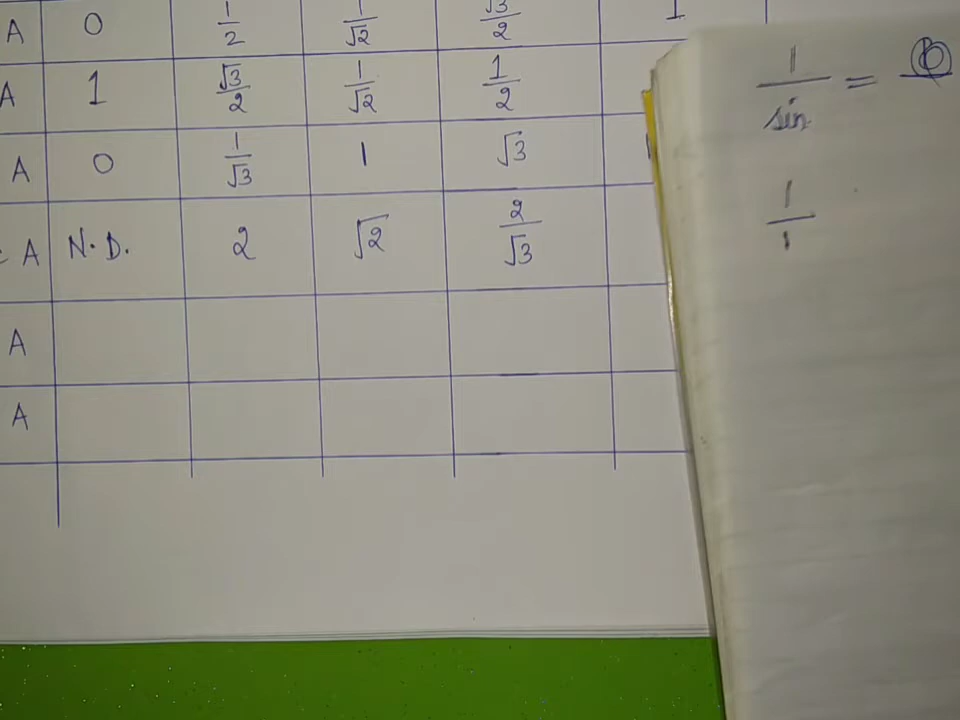 A 0 1/2 1/√2 √3/2 1
A 1 √3/2 1/√2 1/2
A 0 1/√3 1 √3
A N.D. 2 √2 2/√3
A
A
1/sin =
1/1